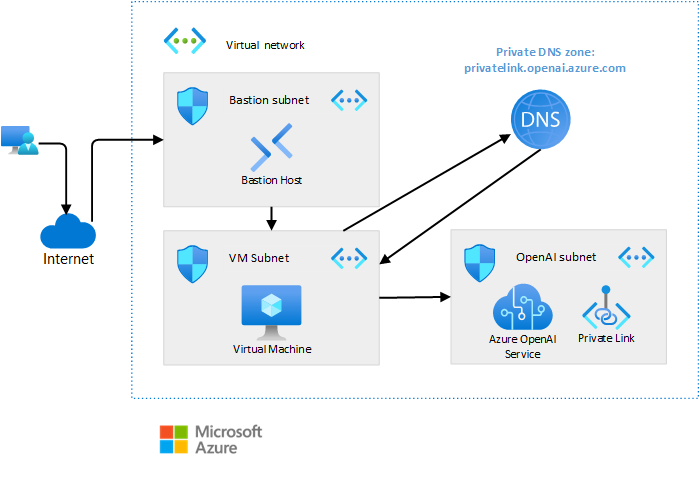 Virtual network
Private DNS zone:
privatelink.openai.azure.com
Bastion subnet
DNS
Bastion Host
Internet
VM Subnet
OpenAI subnet
Virtual Machine
Azure OpenAI
Service
Private Link
Microsoft
Azure